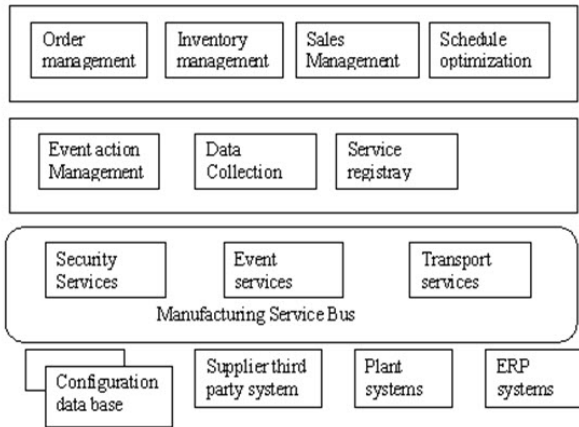 Order management
Inventory management
Sales Management
Schedule optimization
Event action Management
Data Collection
Service registray
Security Services
Event services
Transport services
Manufacturing Service Bus
Configuration data base
Supplier third party system
Plant systems
ERP systems